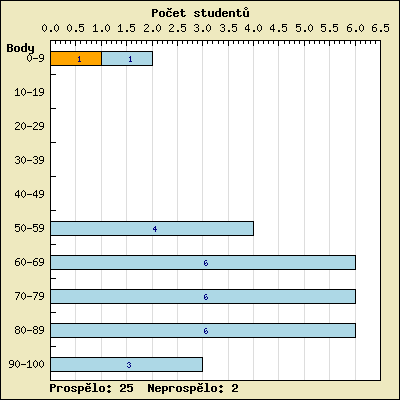 Počet studentů
0.0 0.5 1.0 1.5 2.0 2.5 3.0 3.5 4.0 4.5 5.0 5.5 6.0 6.5
Body
0-9 1 1
10-19
20-29
30-39
40-49
50-59 4
60-69 6
70-79 6
80-89 6
90-100 3
Prospělo: 25 Neprospělo: 2